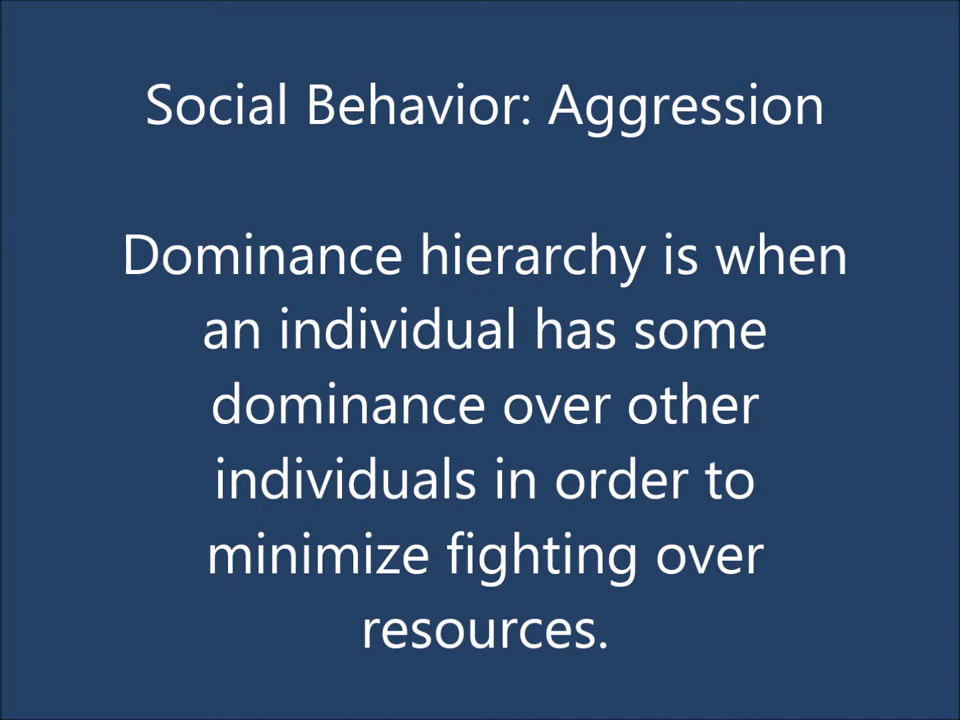 Social Behavior: Aggression
Dominance hierarchy is when
an individual has some
dominance over other
individuals in order to
minimize fighting over
resources.